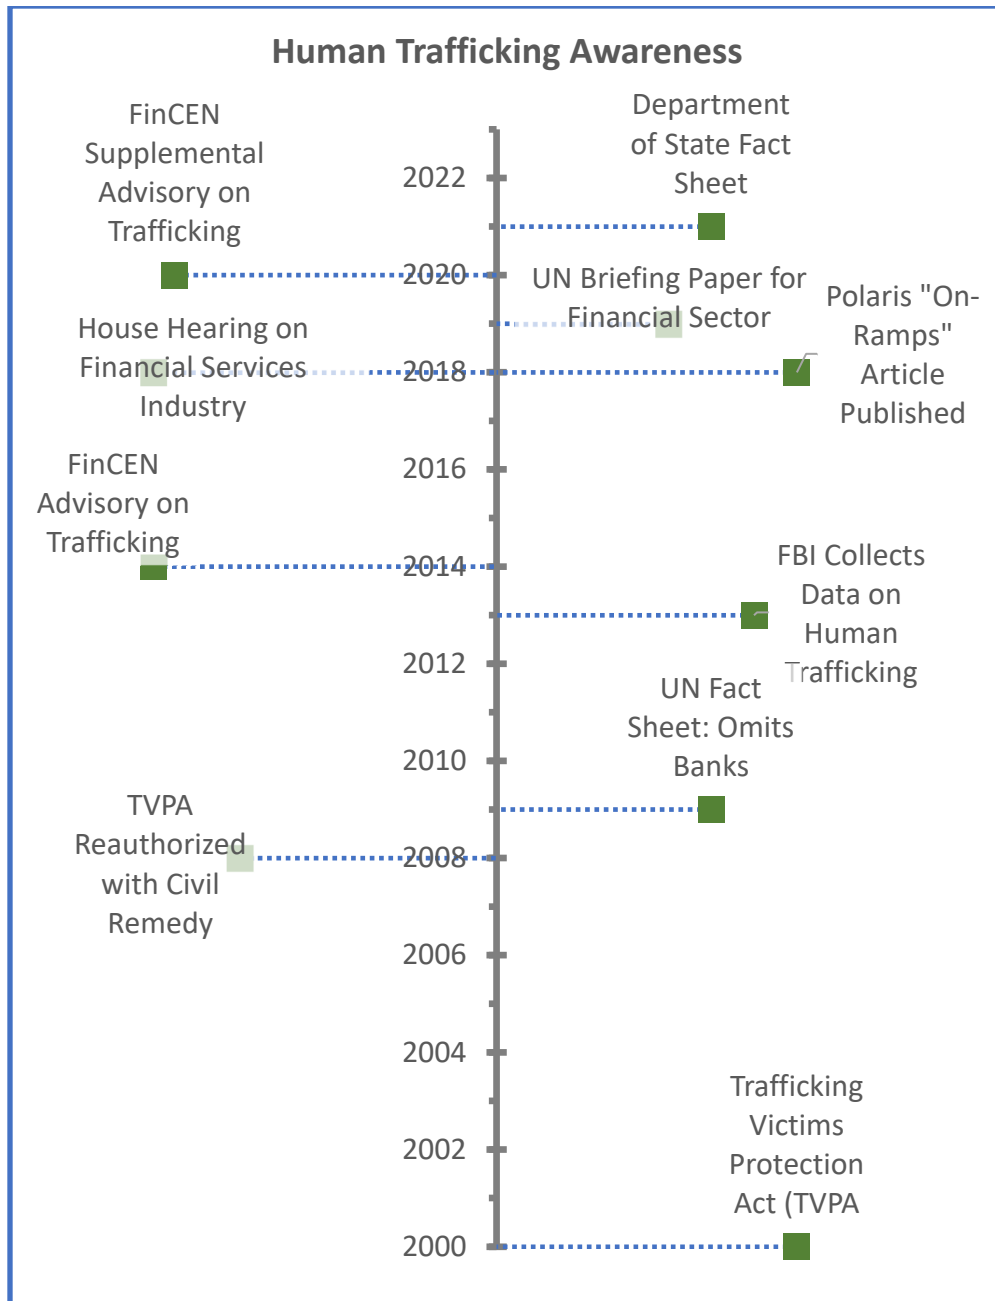 Human Trafficking Awareness
FinCEN
Supplemental
Advisory on
Trafficking
Department
of State Fact
Sheet
2022
2020
UN Briefing Paper for
Financial Sector
Polaris "On-
Ramps"
Article
Published
House Hearing on
Financial Services
Industry
2018
2016
FinCEN
Advisory on
Trafficking
2014
FBI Collects
Data on
Human
Trafficking
2012
UN Fact
Sheet: Omits
Banks
2010
TVPA
Reauthorized
with Civil
Remedy
2008
2006
2004
Trafficking
Victims
Protection
Act (TVPA
2002
2000